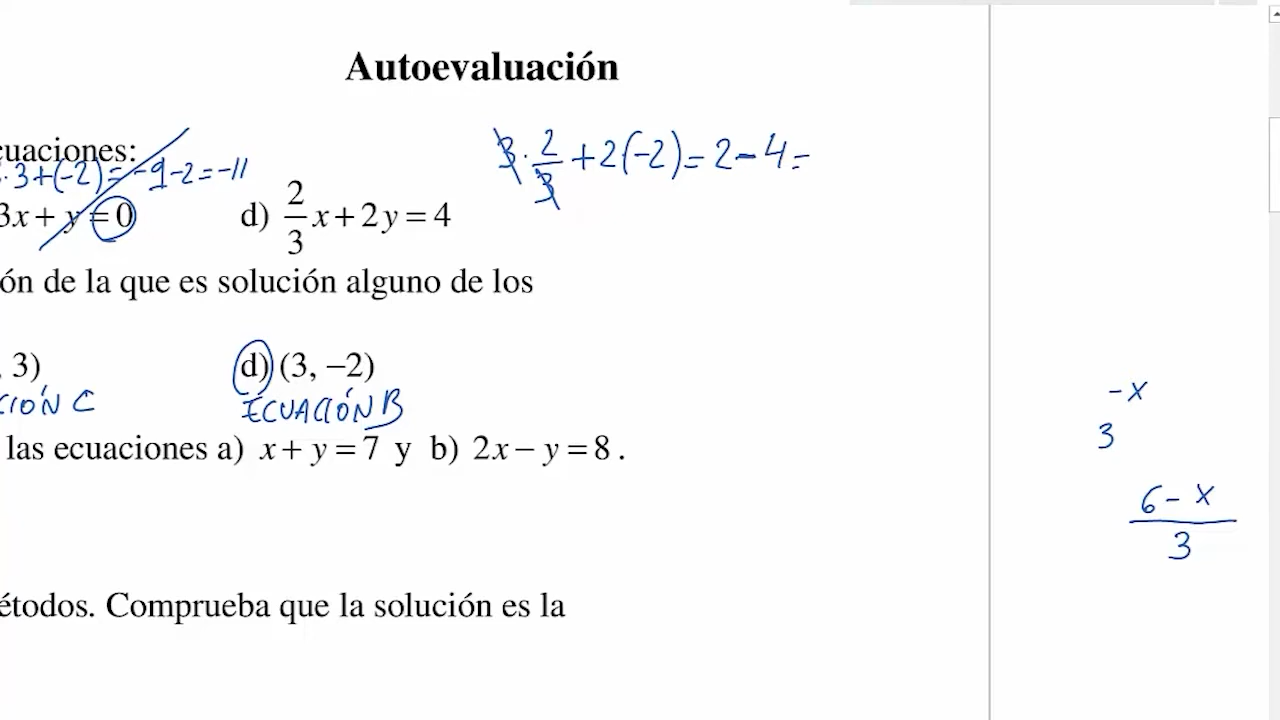 Autoevaluación
cuaciones:
· 3 + (-2) = -9 - 2 = -11
3 · 2/3 + 2(-2) = 2 - 4 =
3x + y = 0 d) 2/3 x + 2y = 4
ón de la que es solución alguno de los
, 3) d) (3, −2)
CIÓN C ECUACIÓN B
las ecuaciones a) x + y = 7 y b) 2x − y = 8.
-x
3
6 - x
3
étodos. Comprueba que la solución es la